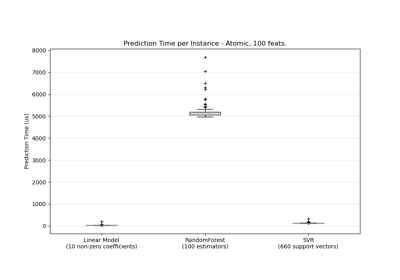 Prediction Time per Instance - Atomic, 100 feats.
8000
7000
6000
5000
4000
3000
2000
1000
0
Prediction Time (us)
Linear Model
(10 non-zero coefficients)
RandomForest
(100 estimators)
SVR
(660 support vectors)